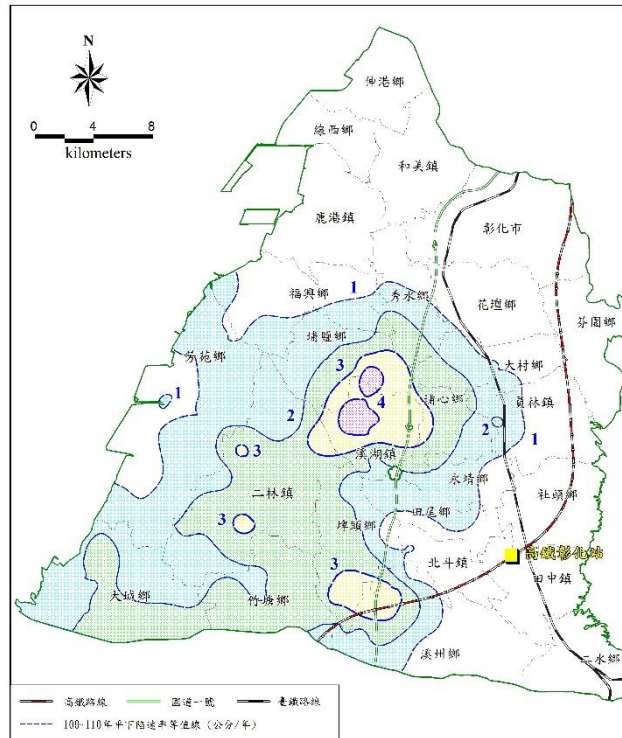 N
伸港鄉
0 4 8
kilometers
線西鄉
和美鎮
鹿港鎮
彰化市
福興鄉
1
秀水鄉
花壇鄉
芬園鄉
埔鹽鄉
芳苑鄉
大村鄉
3
埔心鄉
員林鎮
1
4
2
2
1
溪湖鎮
3
永靖鄉
二林鎮
社頭鄉
田尾鄉
3
埤頭鄉
3
北斗鎮
高鐵彰化站
田中鎮
大城鄉
竹塘鄉
溪州鄉
二水鄉
高鐵路線
國道一號
臺鐵路線
109-110年年下陷速率等值線（公分/年）